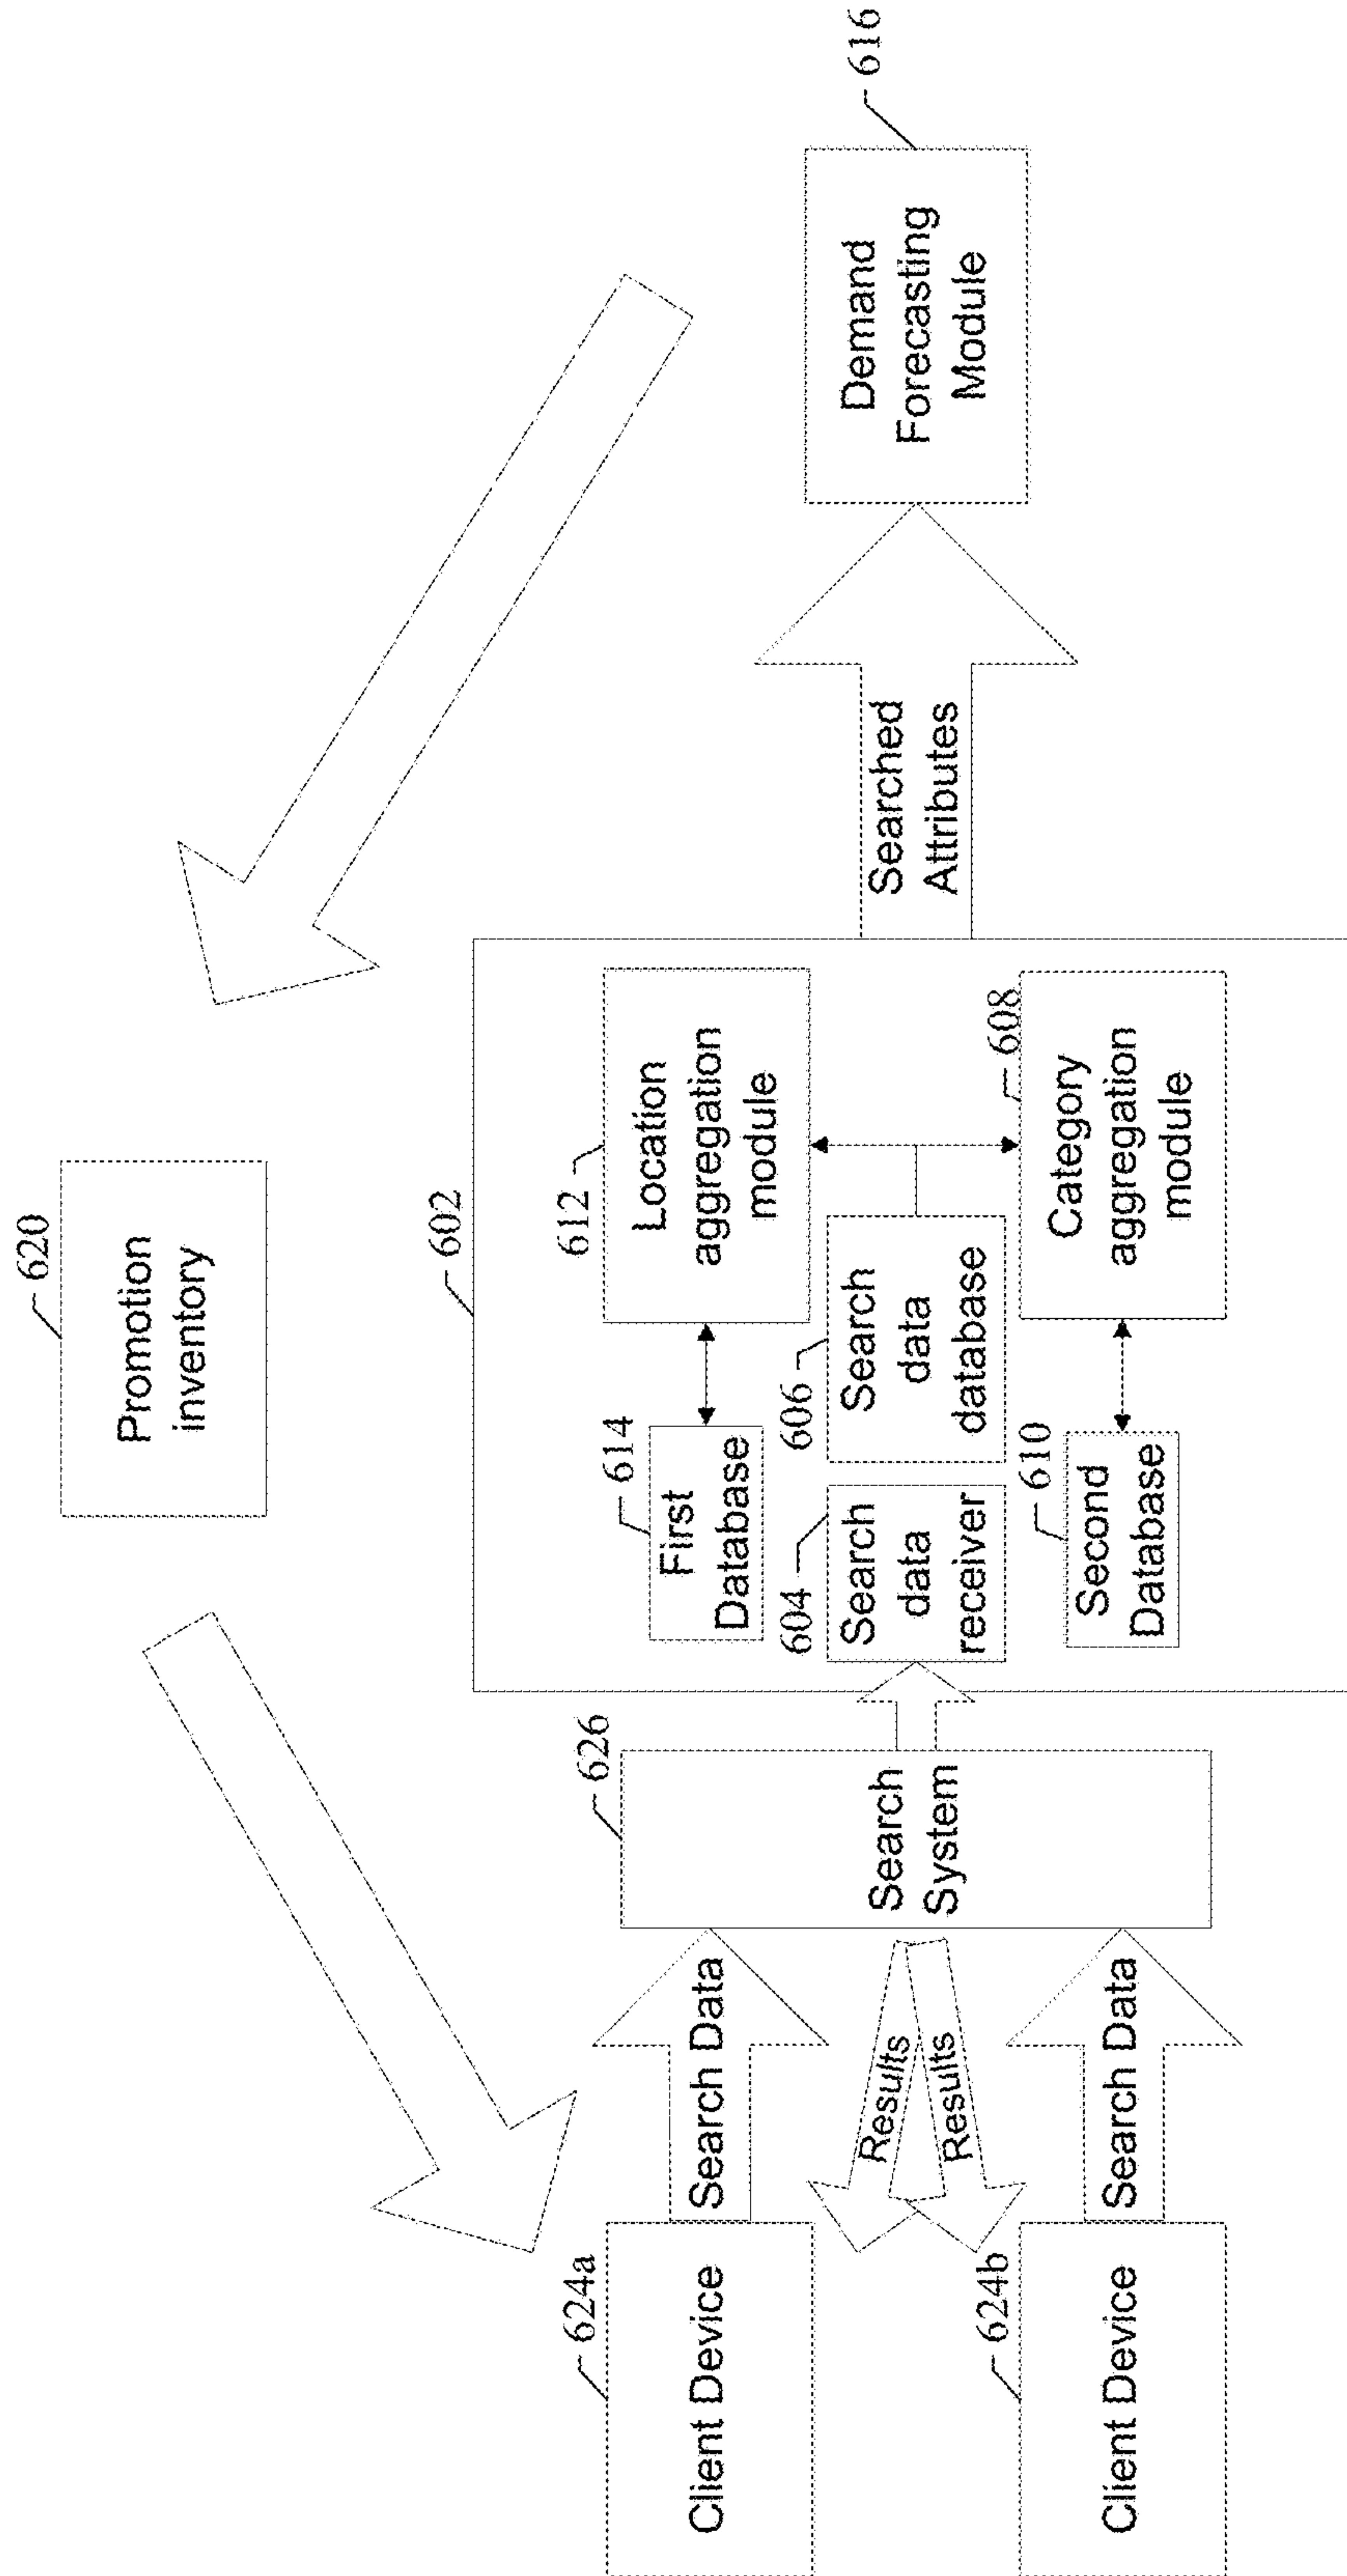 620
Promotion
inventory
602
612
Location
aggregation
module
614
First
Database
606
Search
data
database
604
Search
data
receiver
608
Category
aggregation
module
610
Second
Database
626
Search
System
624a
Client Device
Search Data
Results
Results
624b
Client Device
Search Data
Searched
Attributes
616
Demand
Forecasting
Module